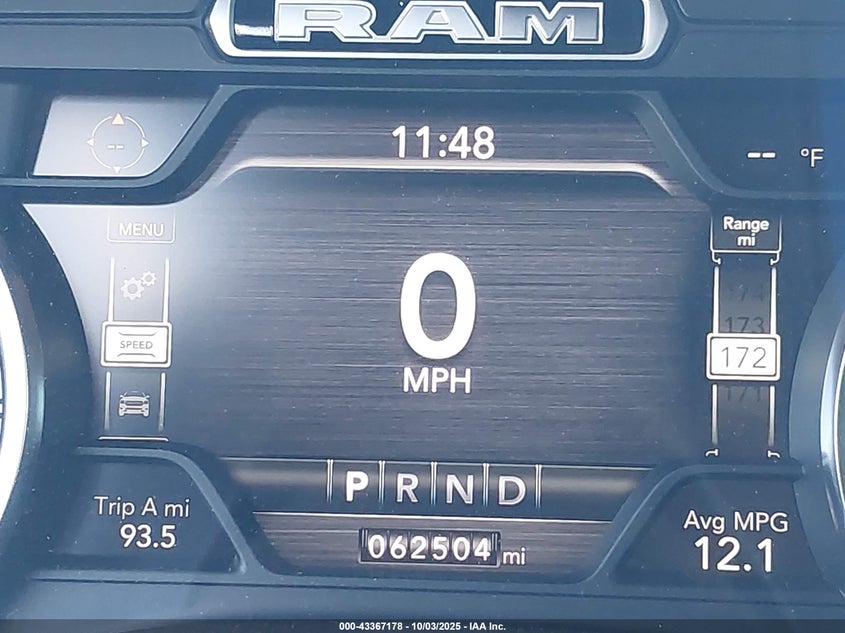 RAM
11:48
--
-- °F
MENU
Range
mi
174
173
SPEED
172
171
0
MPH
P R N D
Trip A mi
93.5
062504 mi
Avg MPG
12.1
000-43367178 - 10/03/2025 - IAA Inc.